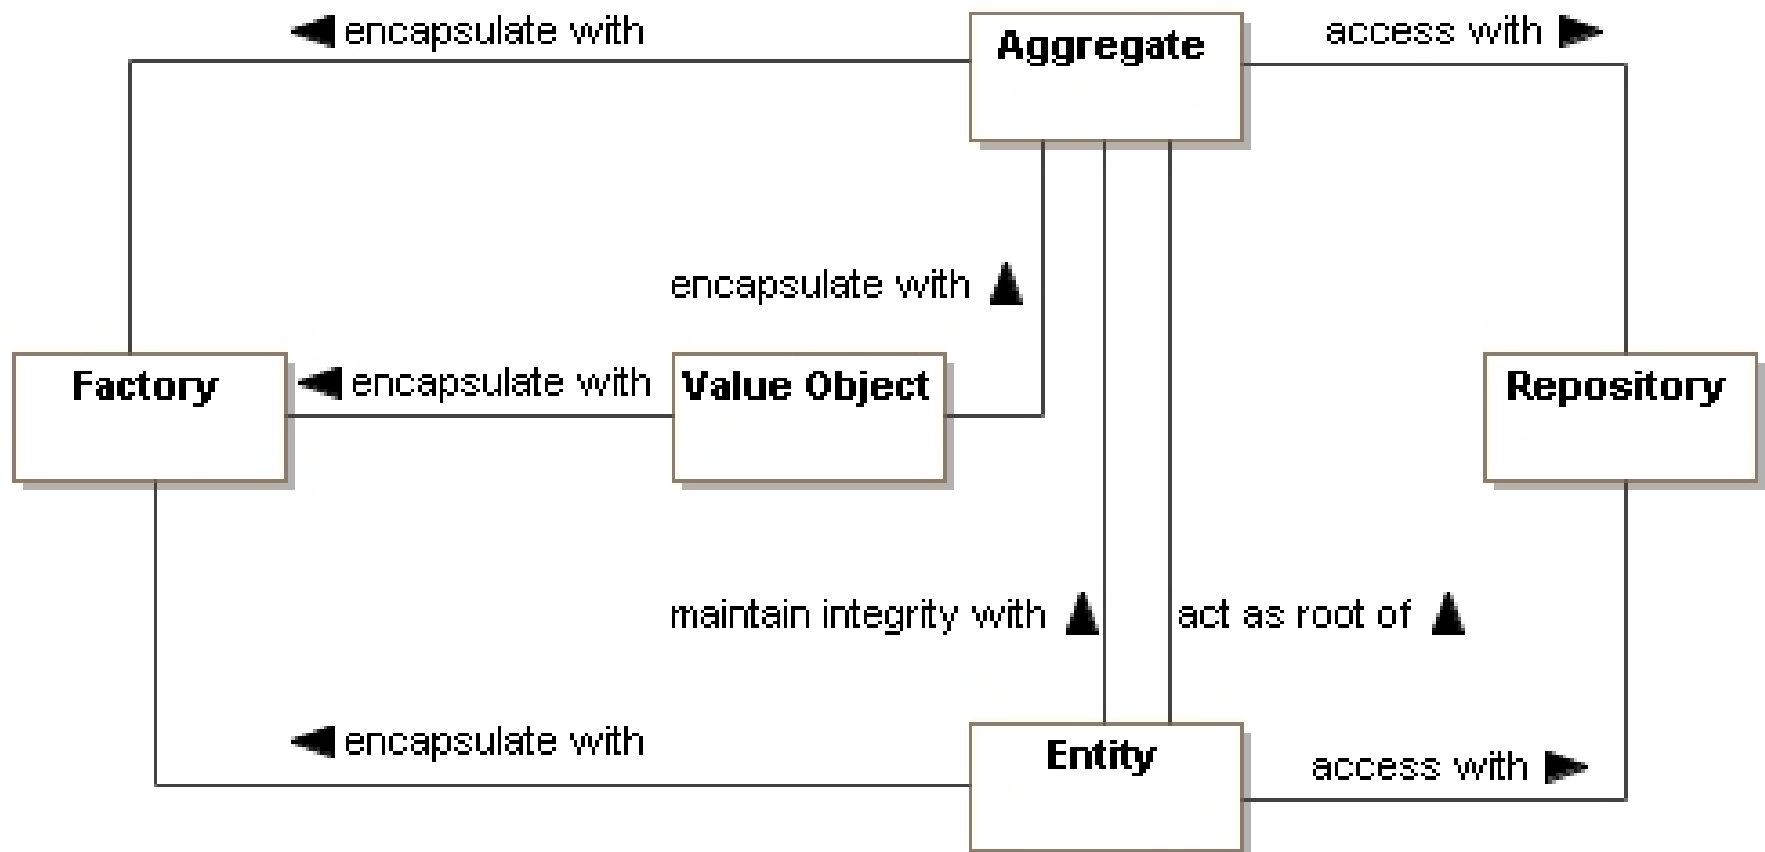 encapsulate with
Aggregate
access with
encapsulate with
Factory
encapsulate with
Value Object
Repository
maintain integrity with
act as root of
encapsulate with
Entity
access with